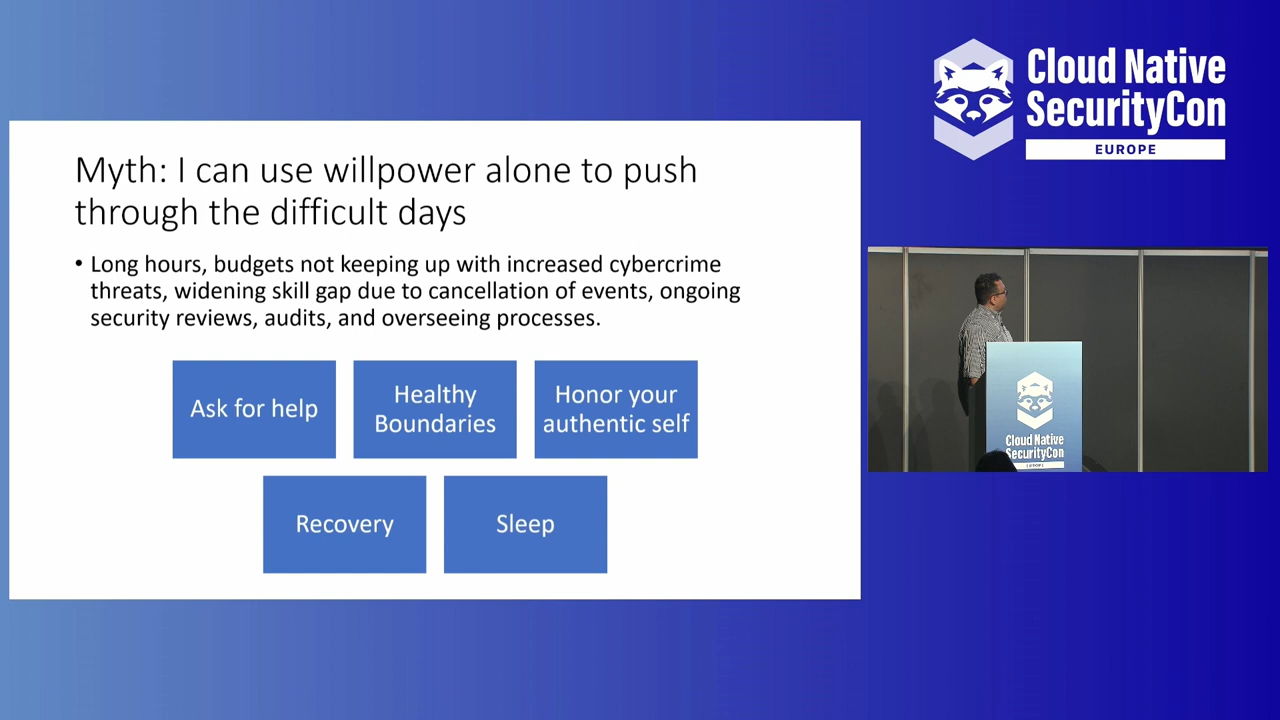 Cloud Native
SecurityCon
EUROPE
Myth: I can use willpower alone to push
through the difficult days
• Long hours, budgets not keeping up with increased cybercrime
threats, widening skill gap due to cancellation of events, ongoing
security reviews, audits, and overseeing processes.
Ask for help
Healthy
Boundaries
Honor your
authentic self
Recovery
Sleep
Cloud Native
SecurityCon